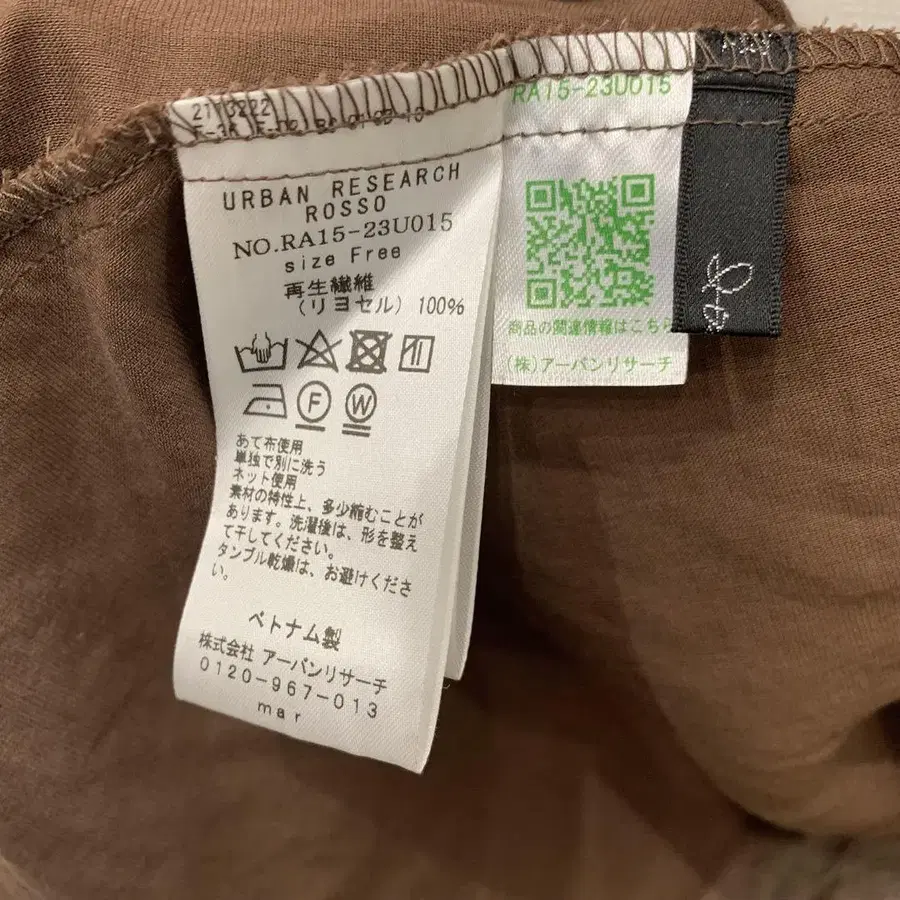 21 3222
URBAN RESEARCH
ROSSO
NO.RA15-23U015
size Free
再生繊維
（リヨセル）100%
F
W
あて布使用
単独で別に洗う
ネット使用
素材の特性上、多少縮むことが
あります。洗濯後は、形を整え
て干してください。
タンブル乾燥は、お避けくださ
い。
ベトナム製
株式会社 アーバンリサーチ
0120-967-013
mar
RA15-23U015
商品の関連情報はこちら
(株)アーバンリサーチ